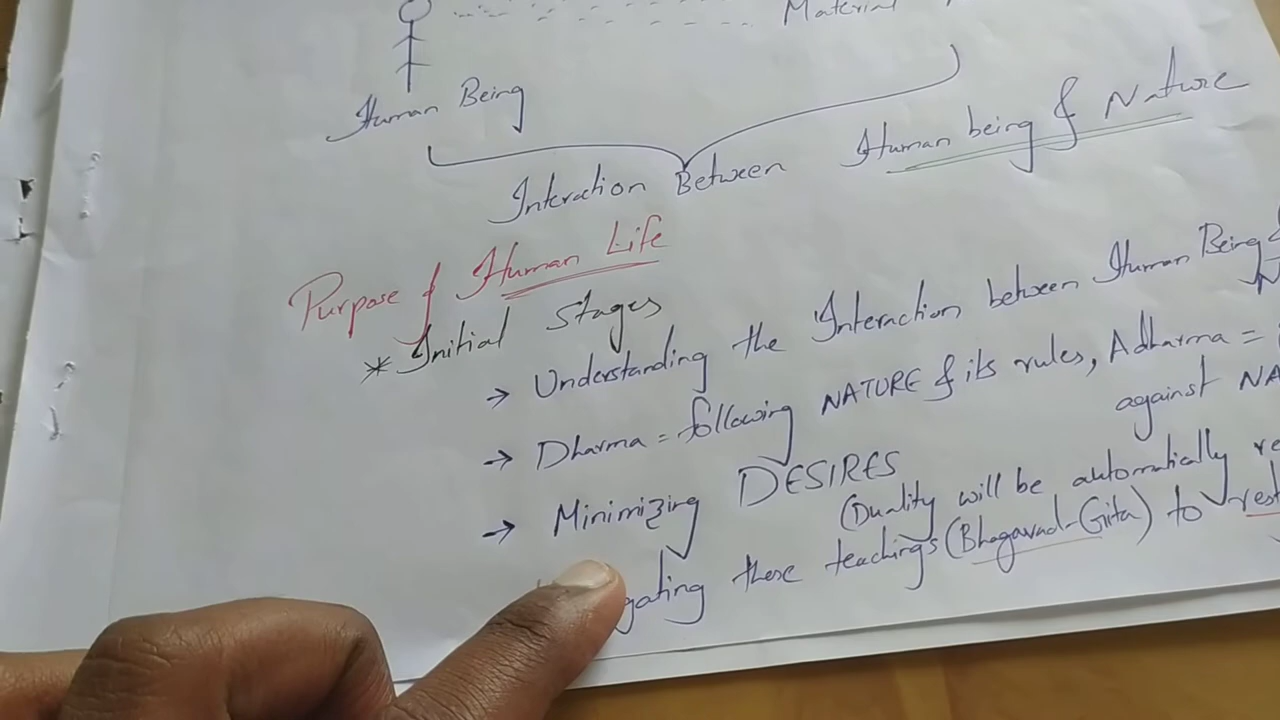 Material
Human Being
Interaction Between Human being & Nature
Purpose of Human Life
* Initial Stages
→ Understanding the Interaction between Human Being &
→ Dharma = following NATURE & its rules, Adharma =
against NA
→ Minimizing DESIRES
(Duality will be automatically re
gating these teachings (Bhagavad-Gita) to rest